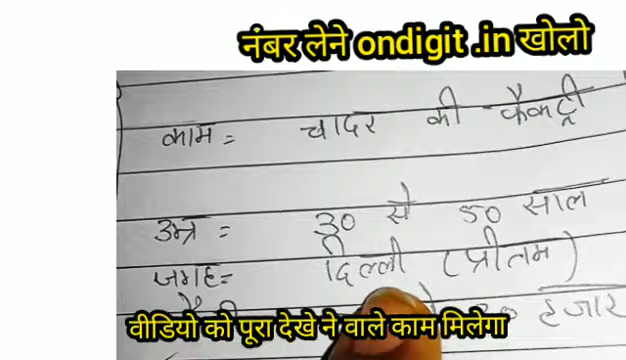 नंबर लेने ondigit .in खोलो
काम = चादर की फैक्ट्री
उम्र = 30 से 50 साल
जगह= दिल्ली (प्रीतम)
हजार
वीडियो को पूरा देखे ने वाले काम मिलेगा